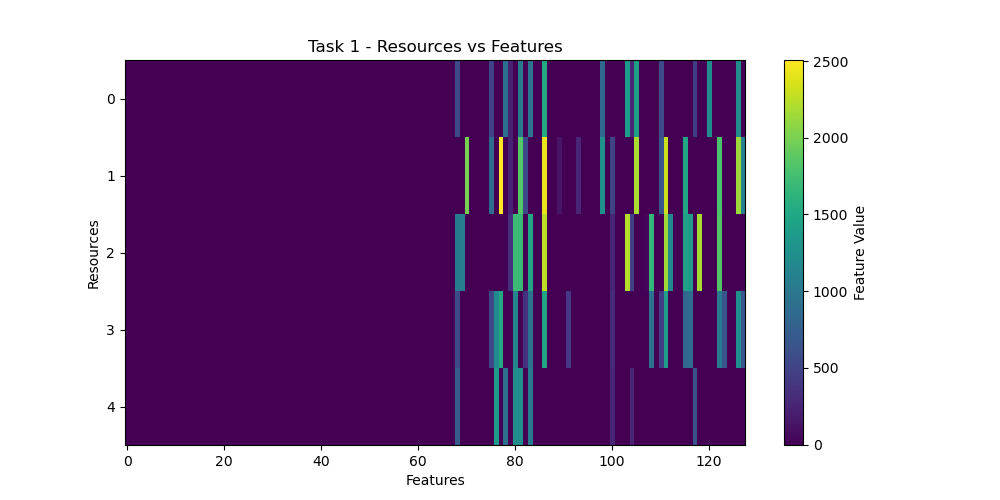 Task 1 - Resources vs Features
Resources
0
1
2
3
4
0 20 40 60 80 100 120
Features
2500
2000
1500
1000
500
0
Feature Value